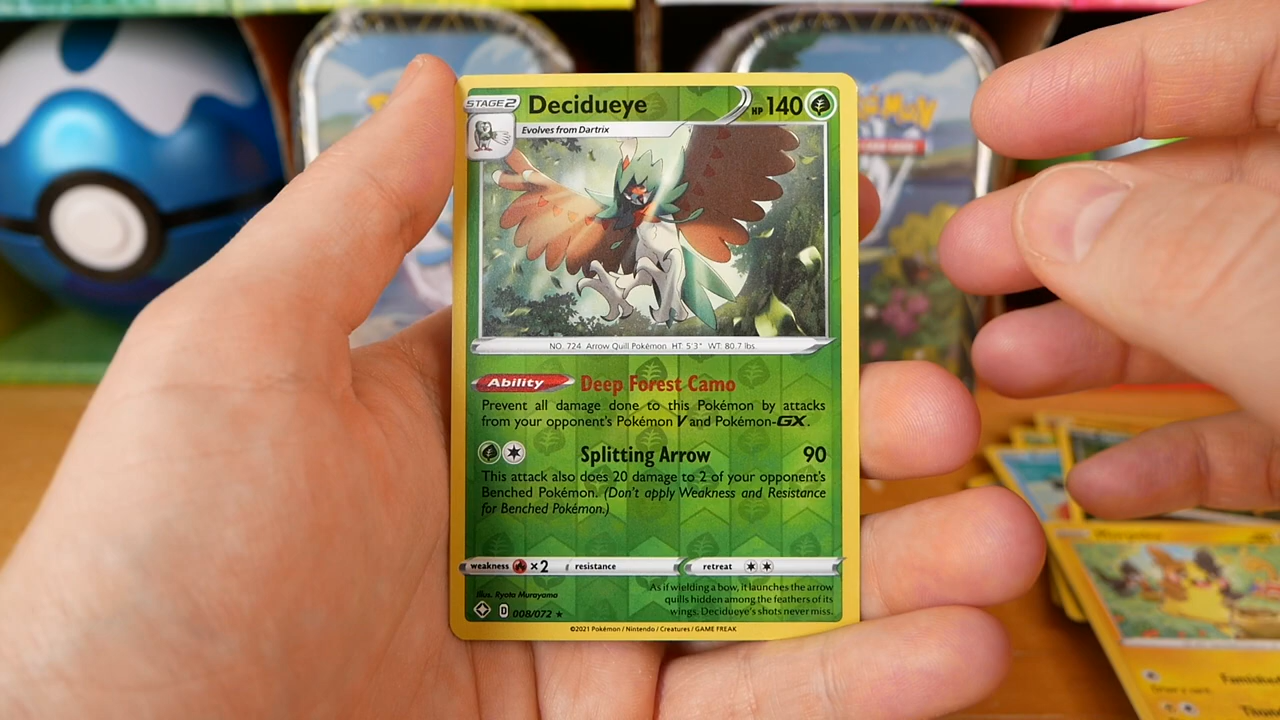 STAGE 2 Decidueye HP 140
Evolves from Dartrix
NO. 724 Arrow Quill Pokémon HT: 5'3" WT: 80.7 lbs.
Ability Deep Forest Camo
Prevent all damage done to this Pokémon by attacks
from your opponent's Pokémon V and Pokémon-GX.
Splitting Arrow 90
This attack also does 20 damage to 2 of your opponent's
Benched Pokémon. (Don't apply Weakness and Resistance
for Benched Pokémon.)
weakness ×2 resistance retreat
As if wielding a bow, it launches the arrow
quills hidden among the feathers of its
wings. Decidueye's shots never miss.
Illus. Ryota Murayama
D 008/072 ★
©2021 Pokémon / Nintendo / Creatures / GAME FREAK